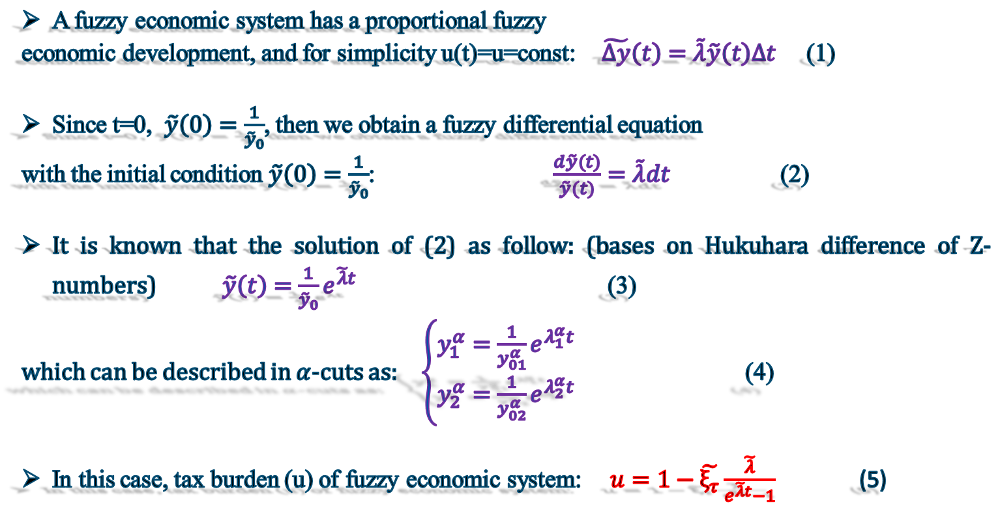 ➢ A fuzzy economic system has a proportional fuzzy
economic development, and for simplicity u(t)=u=const: $\widetilde{\Delta y}(t) = \tilde{\lambda}\tilde{y}(t)\Delta t$ (1)
➢ Since t=0, $\tilde{y}(0) = \frac{1}{\tilde{y}_0}$, then we obtain a fuzzy differential equation
with the initial condition $\tilde{y}(0) = \frac{1}{\tilde{y}_0}$: $\frac{d\tilde{y}(t)}{\tilde{y}(t)} = \tilde{\lambda}dt$ (2)
➢ It is known that the solution of (2) as follow: (bases on Hukuhara difference of Z-
numbers) $\tilde{y}(t) = \frac{1}{\tilde{y}_0}e^{\tilde{\lambda}t}$ (3)
which can be described in $\alpha$-cuts as: $\begin{cases} y_1^{\alpha} = \frac{1}{y_{01}^{\alpha}}e^{\lambda_1^{\alpha}t} \\ y_2^{\alpha} = \frac{1}{y_{02}^{\alpha}}e^{\lambda_2^{\alpha}t} \end{cases}$ (4)
➢ In this case, tax burden (u) of fuzzy economic system: $u = 1 - \tilde{\xi}_{\tau}\frac{\tilde{\lambda}}{e^{\tilde{\lambda}t}-1}$ (5)